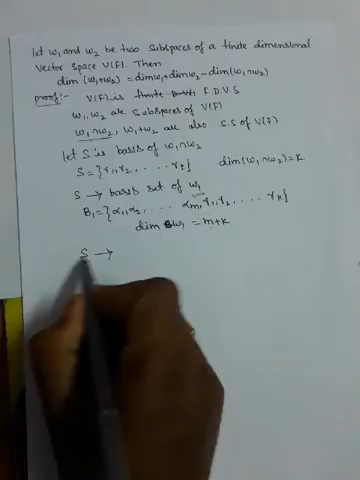 Let W₁ and W₂ be two subspaces of a finite dimensional
Vector space V(F). Then
dim (W₁+W₂) = dim W₁ + dim W₂ - dim (W₁∩W₂)
proof:- V(F) is F.D.V.S
W₁, W₂ are subspaces of V(F)
W₁∩W₂, W₁+W₂ are also S.S of V(F)
Let S is basis of W₁∩W₂
S = {γ₁, γ₂, . . . . γₖ} dim(W₁∩W₂) = K
S → basis set of W₁
B₁ = {α₁, α₂, . . . αₘ, γ₁, γ₂, . . . γₖ}
dim W₁ = m+k
S →